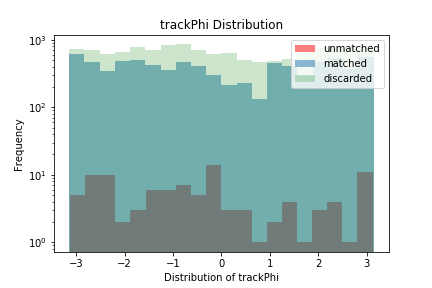 trackPhi Distribution
unmatched
matched
discarded
Frequency
10³
10²
10¹
10⁰
−3 −2 −1 0 1 2 3
Distribution of trackPhi